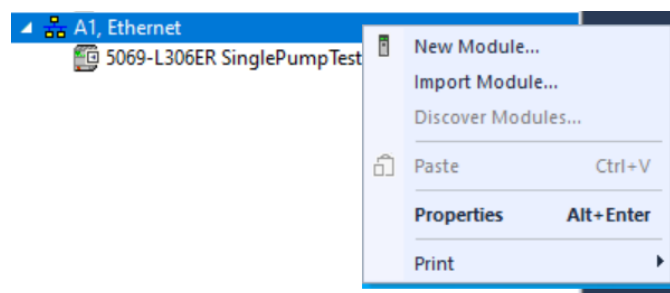 A1, Ethernet
5069-L306ER SinglePumpTest
New Module...
Import Module...
Discover Modules...
Paste Ctrl+V
Properties Alt+Enter
Print